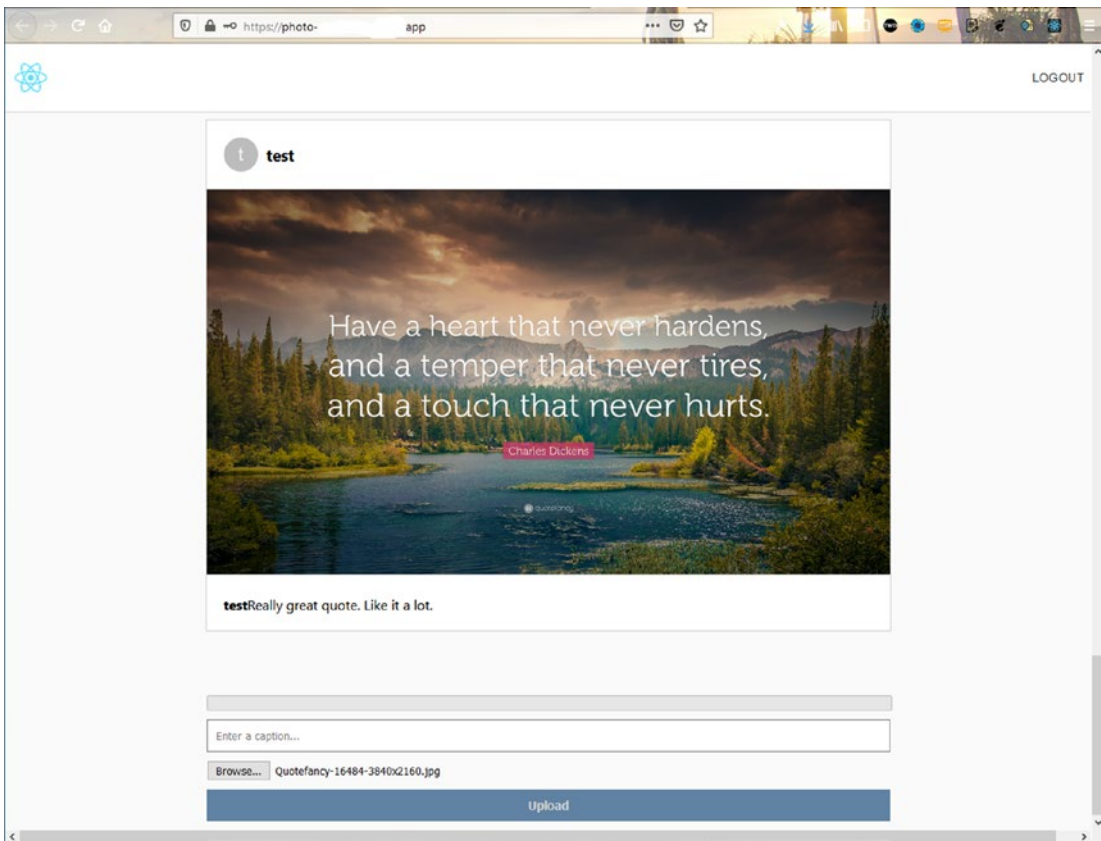 https://photo- app
LOGOUT
t test
Have a heart that never hardens,
and a temper that never tires,
and a touch that never hurts.
Charles Dickens
quotefancy
testReally great quote. Like it a lot.
Enter a caption...
Browse... Quotefancy-16484-3840x2160.jpg
Upload